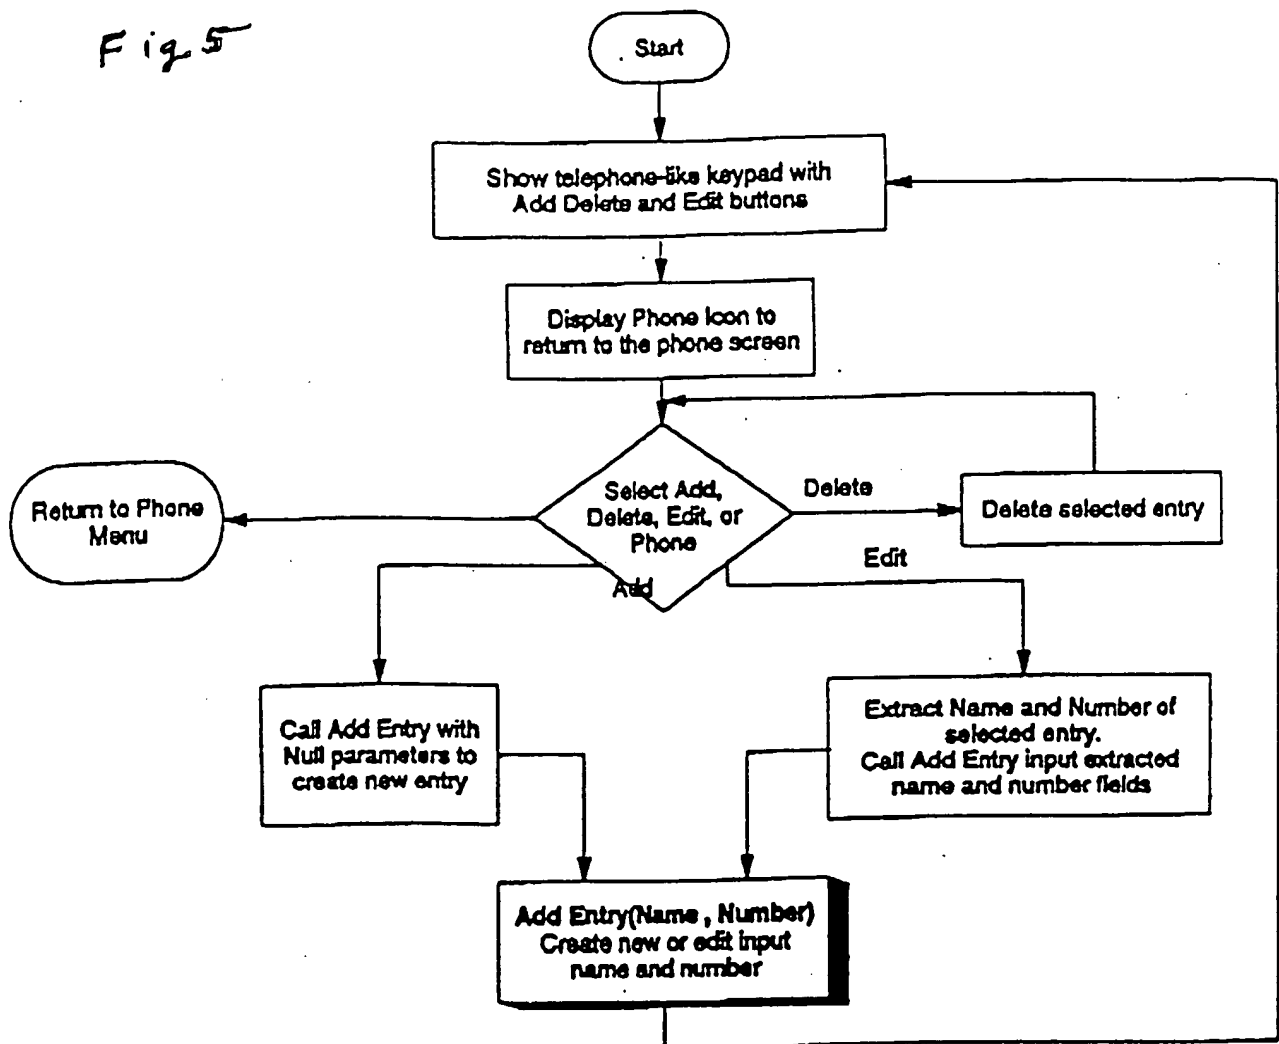 Fig. 5
Start
Show telephone-like keypad with
Add Delete and Edit buttons
Display Phone Icon to
return to the phone screen
Select Add,
Delete, Edit, or
Phone
Delete
Delete selected entry
Return to Phone
Menu
Edit
Add
Call Add Entry with
Null parameters to
create new entry
Extract Name and Number of
selected entry.
Call Add Entry input extracted
name and number fields
Add Entry(Name , Number)
Create new or edit input
name and number